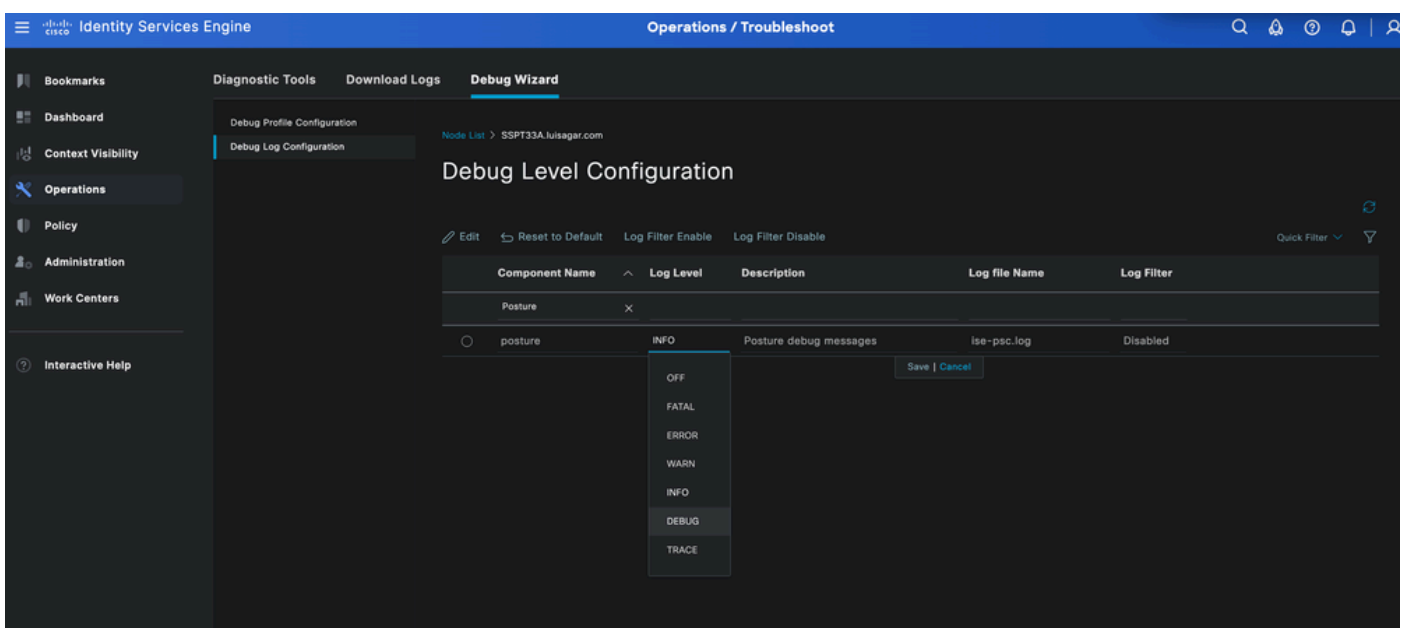 cisco Identity Services Engine
Operations / Troubleshoot
Bookmarks
Dashboard
Context Visibility
Operations
Policy
Administration
Work Centers
Interactive Help
Diagnostic Tools Download Logs Debug Wizard
Debug Profile Configuration
Debug Log Configuration
Node List > SSPT33A.luisagar.com
Debug Level Configuration
Edit Reset to Default Log Filter Enable Log Filter Disable Quick Filter
Component Name Log Level Description Log file Name Log Filter
Posture
posture INFO Posture debug messages ise-psc.log Disabled
Save | Cancel
OFF
FATAL
ERROR
WARN
INFO
DEBUG
TRACE